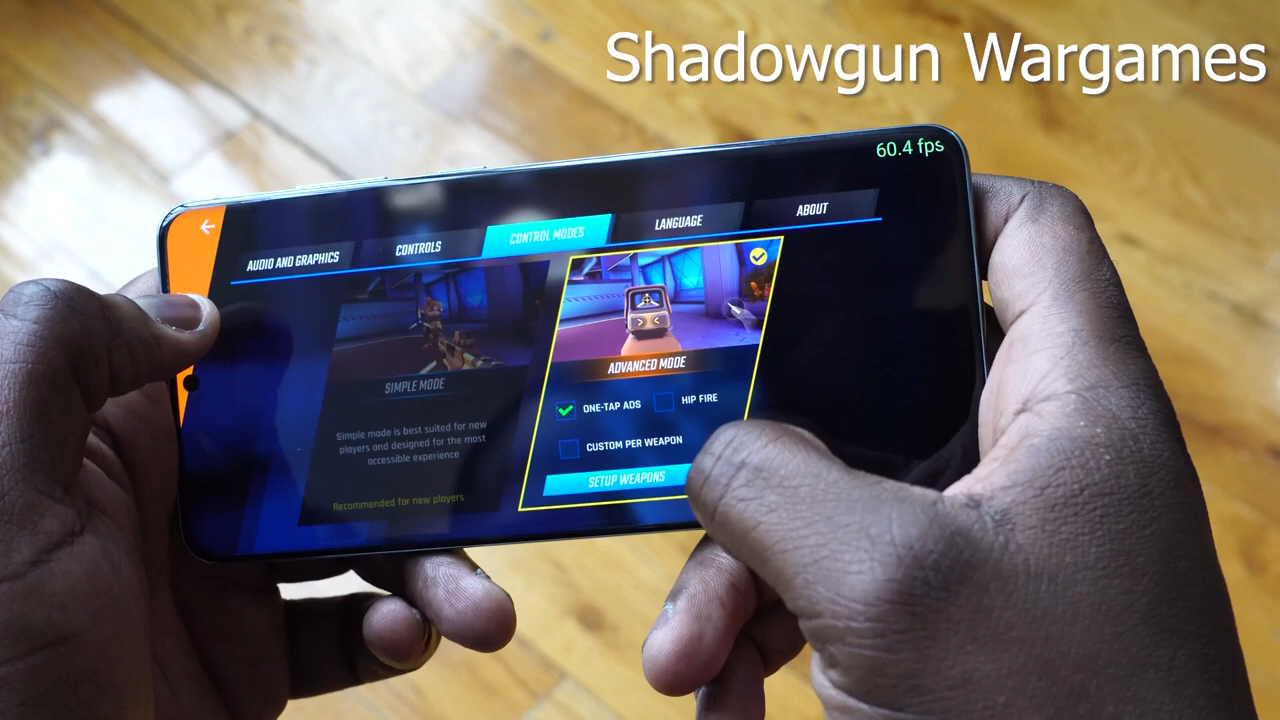 Shadowgun Wargames
60.4 fps
AUDIO AND GRAPHICS
CONTROLS
CONTROL MODES
LANGUAGE
ABOUT
SIMPLE MODE
Simple mode is best suited for new
players and designed for the most
accessible experience
Recommended for new players
ADVANCED MODE
ONE-TAP ADS
HIP FIRE
CUSTOM PER WEAPON
SETUP WEAPONS